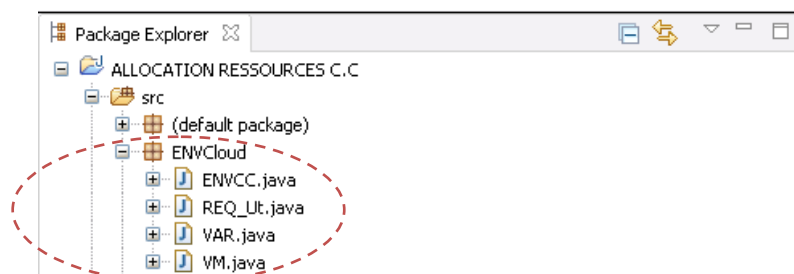 Package Explorer
ALLOCATION RESSOURCES C.C
src
(default package)
ENVCloud
ENVCC.java
REQ_Ut.java
VAR.java
VM.java